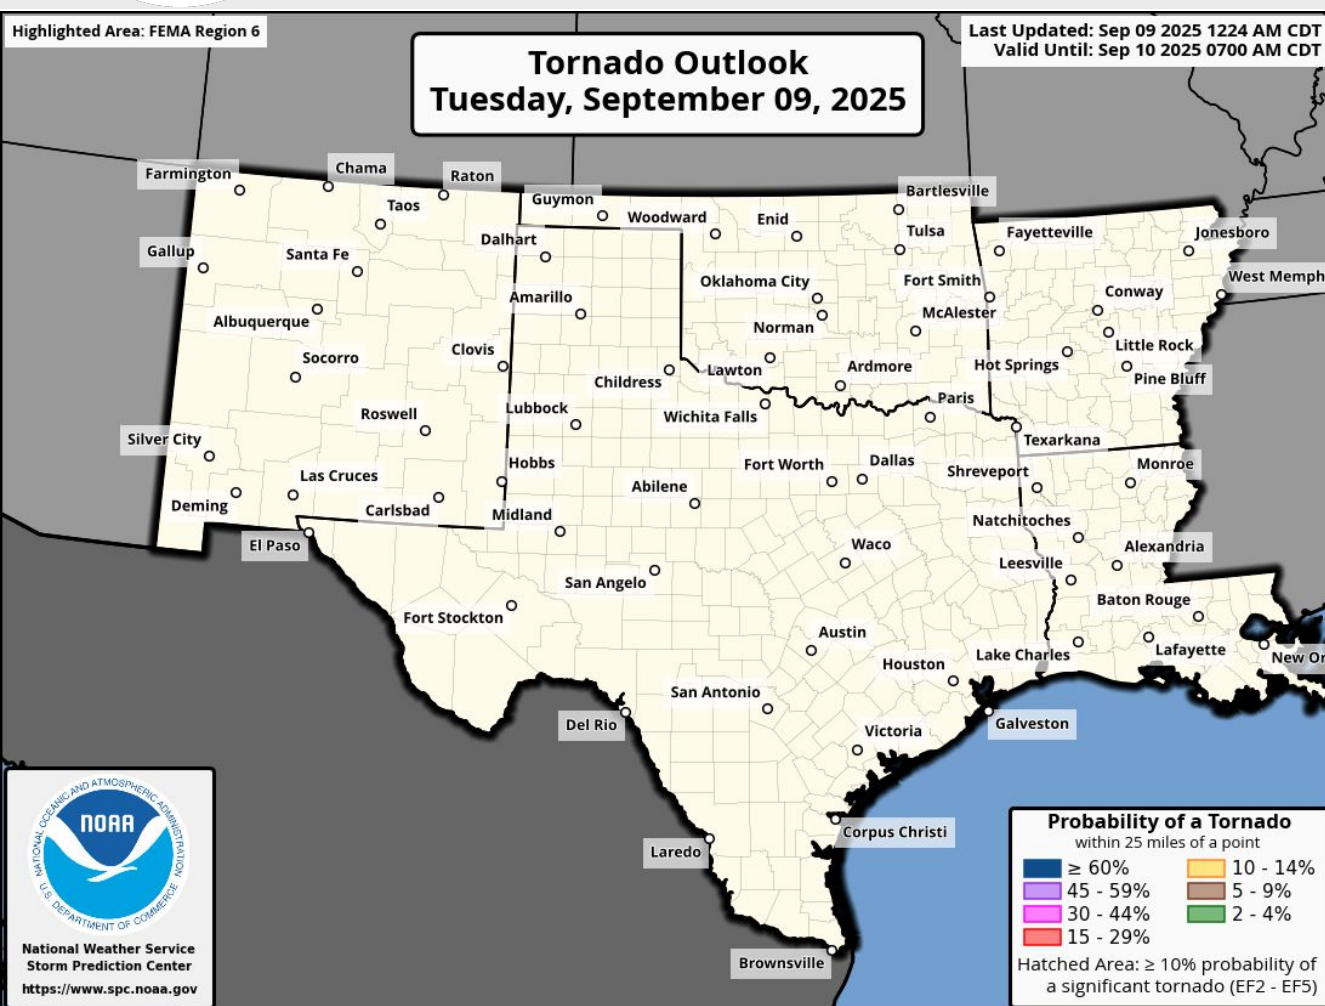 Highlighted Area: FEMA Region 6
Last Updated: Sep 09 2025 1224 AM CDT
Valid Until: Sep 10 2025 0700 AM CDT
Tornado Outlook
Tuesday, September 09, 2025
Farmington
Chama
Raton
Taos
Guymon
Woodward
Enid
Bartlesville
Tulsa
Fayetteville
Jonesboro
Gallup
Santa Fe
Dalhart
Oklahoma City
Fort Smith
West Memph
Amarillo
Conway
Albuquerque
Norman
McAlester
Little Rock
Socorro
Clovis
Childress
Lawton
Ardmore
Hot Springs
Pine Bluff
Roswell
Lubbock
Wichita Falls
Paris
Silver City
Texarkana
Las Cruces
Hobbs
Abilene
Fort Worth
Dallas
Shreveport
Monroe
Deming
Carlsbad
Midland
Natchitoches
El Paso
San Angelo
Waco
Leesville
Alexandria
Fort Stockton
Baton Rouge
Austin
Houston
Lake Charles
Lafayette
New Or
Del Rio
San Antonio
Victoria
Galveston
Laredo
Corpus Christi
Brownsville
NATIONAL OCEANIC AND ATMOSPHERIC ADMINISTRATION
NOAA
U.S. DEPARTMENT OF COMMERCE
National Weather Service
Storm Prediction Center
https://www.spc.noaa.gov
Probability of a Tornado
within 25 miles of a point
≥ 60%
10 - 14%
45 - 59%
5 - 9%
30 - 44%
2 - 4%
15 - 29%
Hatched Area: ≥ 10% probability of
a significant tornado (EF2 - EF5)